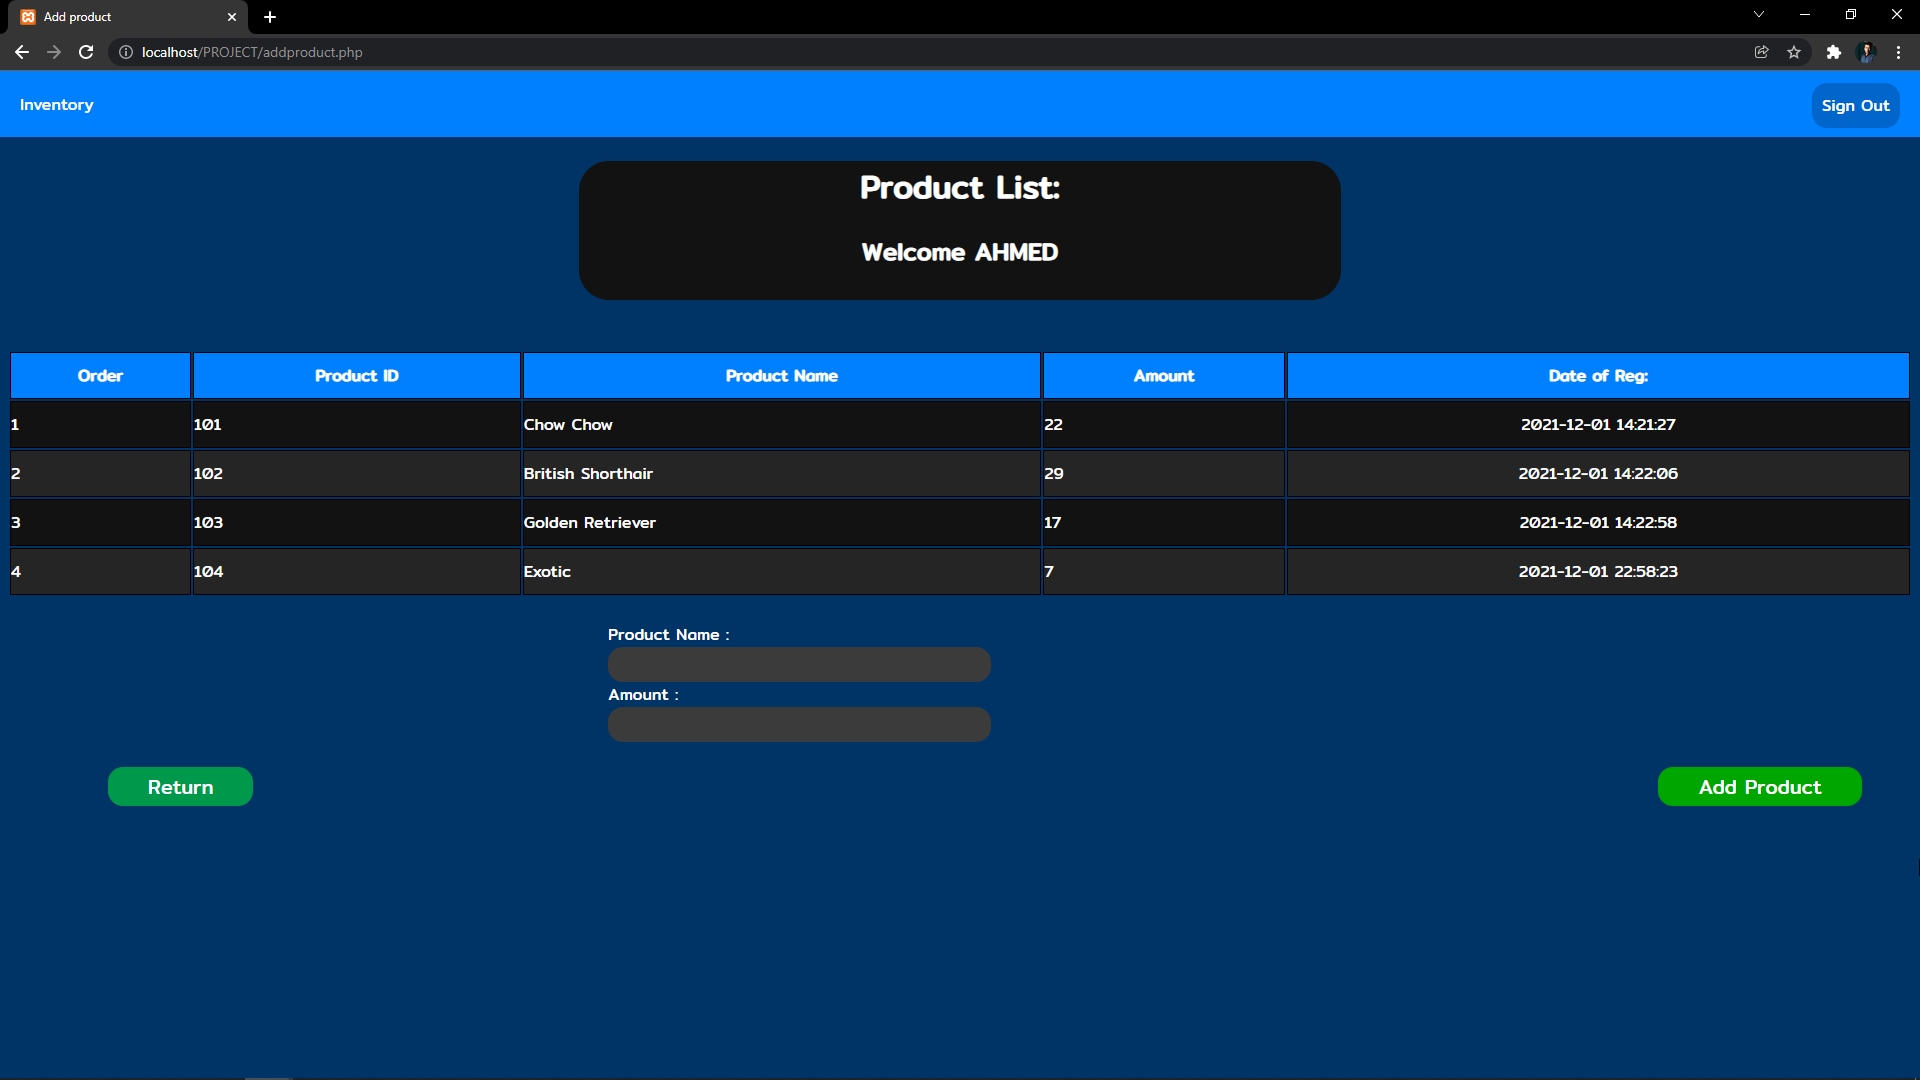 Add product
localhost/PROJECT/addproduct.php
Inventory
Sign Out
Product List:
Welcome AHMED
Order Product ID Product Name Amount Date of Reg:
1 101 Chow Chow 22 2021-12-01 14:21:27
2 102 British Shorthair 29 2021-12-01 14:22:06
3 103 Golden Retriever 17 2021-12-01 14:22:58
4 104 Exotic 7 2021-12-01 22:58:23
Product Name :
Amount :
Return
Add Product